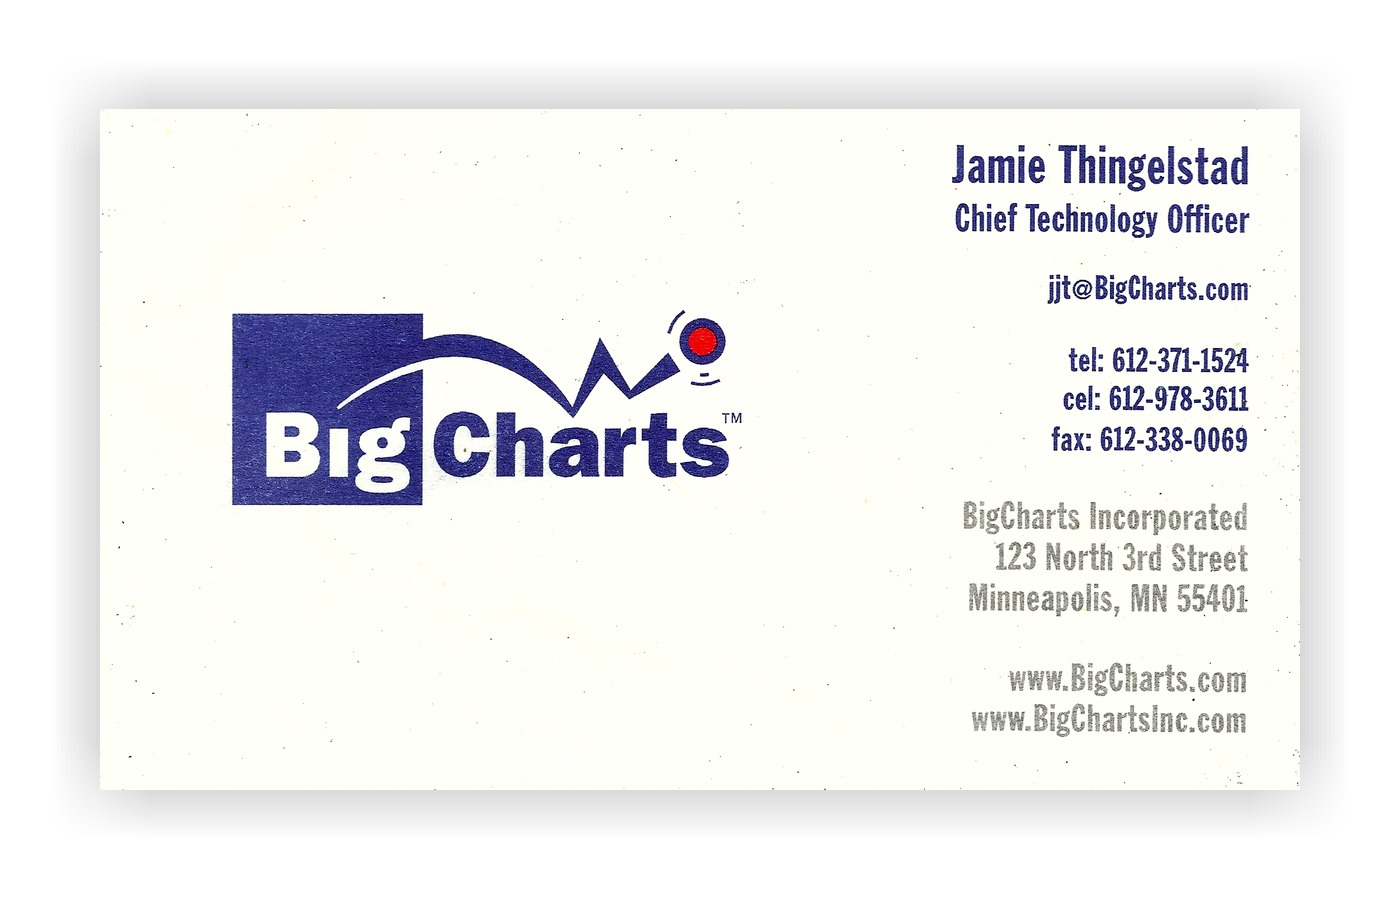 Jamie Thingelstad
Chief Technology Officer
jjt@BigCharts.com
BigCharts™
tel: 612-371-1524
cel: 612-978-3611
fax: 612-338-0069
BigCharts Incorporated
123 North 3rd Street
Minneapolis, MN 55401
www.BigCharts.com
www.BigChartsInc.com